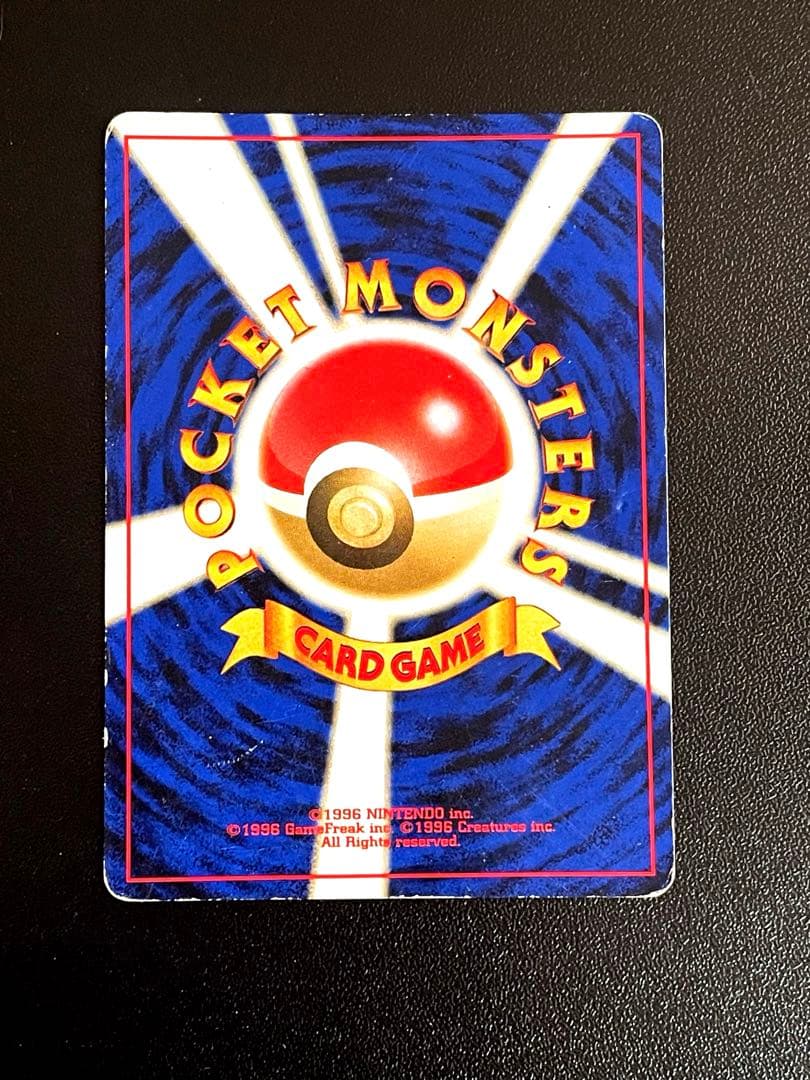 POCKET MONSTERS
CARD GAME
©1996 NINTENDO inc.
©1996 GameFreak inc. ©1996 Creatures inc.
All Rights reserved.